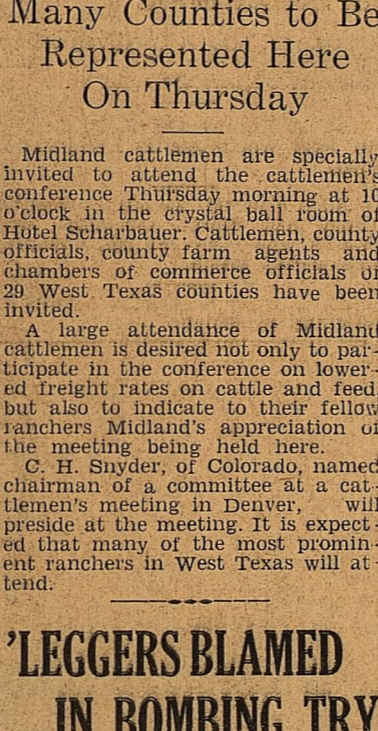 Many Counties to Be
Represented Here
On Thursday
Midland cattlemen are specially
invited to attend the cattlemen's
conference Thursday morning at 10
o'clock in the crystal ball room of
Hotel Scharbauer. Cattlemen, county
officials, county farm agents and
chambers of commerce officials of
29 West Texas counties have been
invited.
A large attendance of Midland
cattlemen is desired not only to par-
ticipate in the conference on lower-
ed freight rates on cattle and feed
but also to indicate to their fellow
ranchers Midland's appreciation of
the meeting being held here.
C. H. Snyder, of Colorado, named
chairman of a committee at a cat-
tlemen's meeting in Denver, will
preside at the meeting. It is expect-
ed that many of the most promin-
ent ranchers in West Texas will at-
tend.
'LEGGERS BLAMED
IN BOMBING TRY